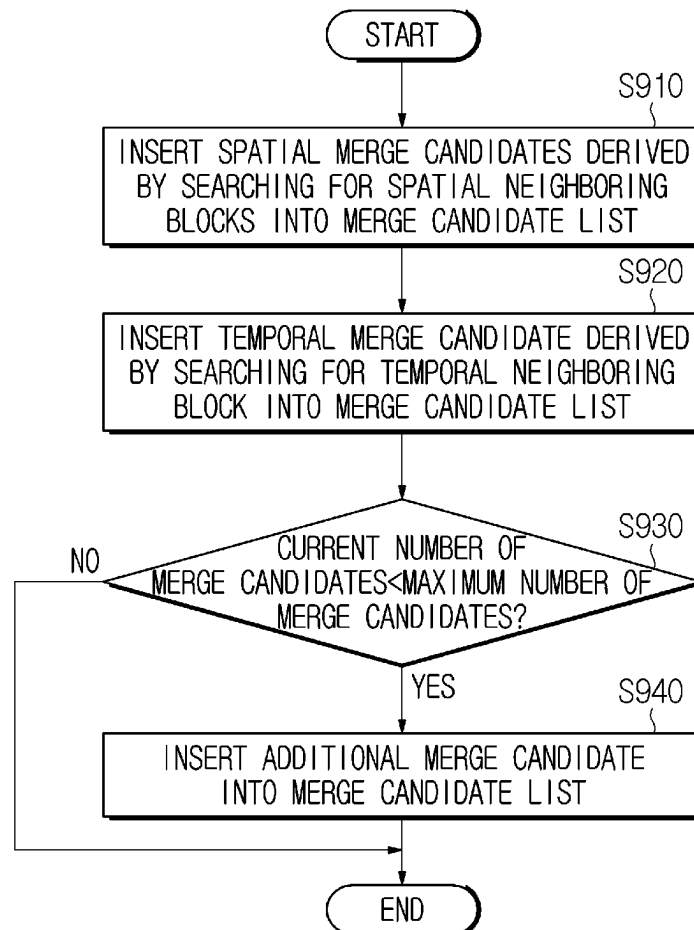 START
S910
INSERT SPATIAL MERGE CANDIDATES DERIVED
BY SEARCHING FOR SPATIAL NEIGHBORING
BLOCKS INTO MERGE CANDIDATE LIST
S920
INSERT TEMPORAL MERGE CANDIDATE DERIVED
BY SEARCHING FOR TEMPORAL NEIGHBORING
BLOCK INTO MERGE CANDIDATE LIST
S930
NO
CURRENT NUMBER OF
MERGE CANDIDATES<MAXIMUM NUMBER OF
MERGE CANDIDATES?
YES
S940
INSERT ADDITIONAL MERGE CANDIDATE
INTO MERGE CANDIDATE LIST
END